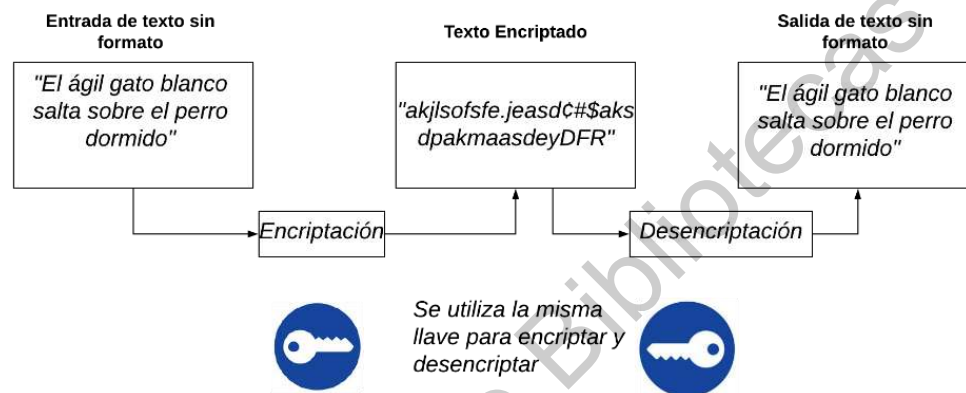 Entrada de texto sin
formato
Texto Encriptado
Salida de texto sin
formato
"El ágil gato blanco
salta sobre el perro
dormido"
"akjlsofsfe.jeasd¢#$aks
dpakmaasdeyDFR"
"El ágil gato blanco
salta sobre el perro
dormido"
Encriptación
Desencriptación
Se utiliza la misma
llave para encriptar y
desencriptar
Bibliotecas